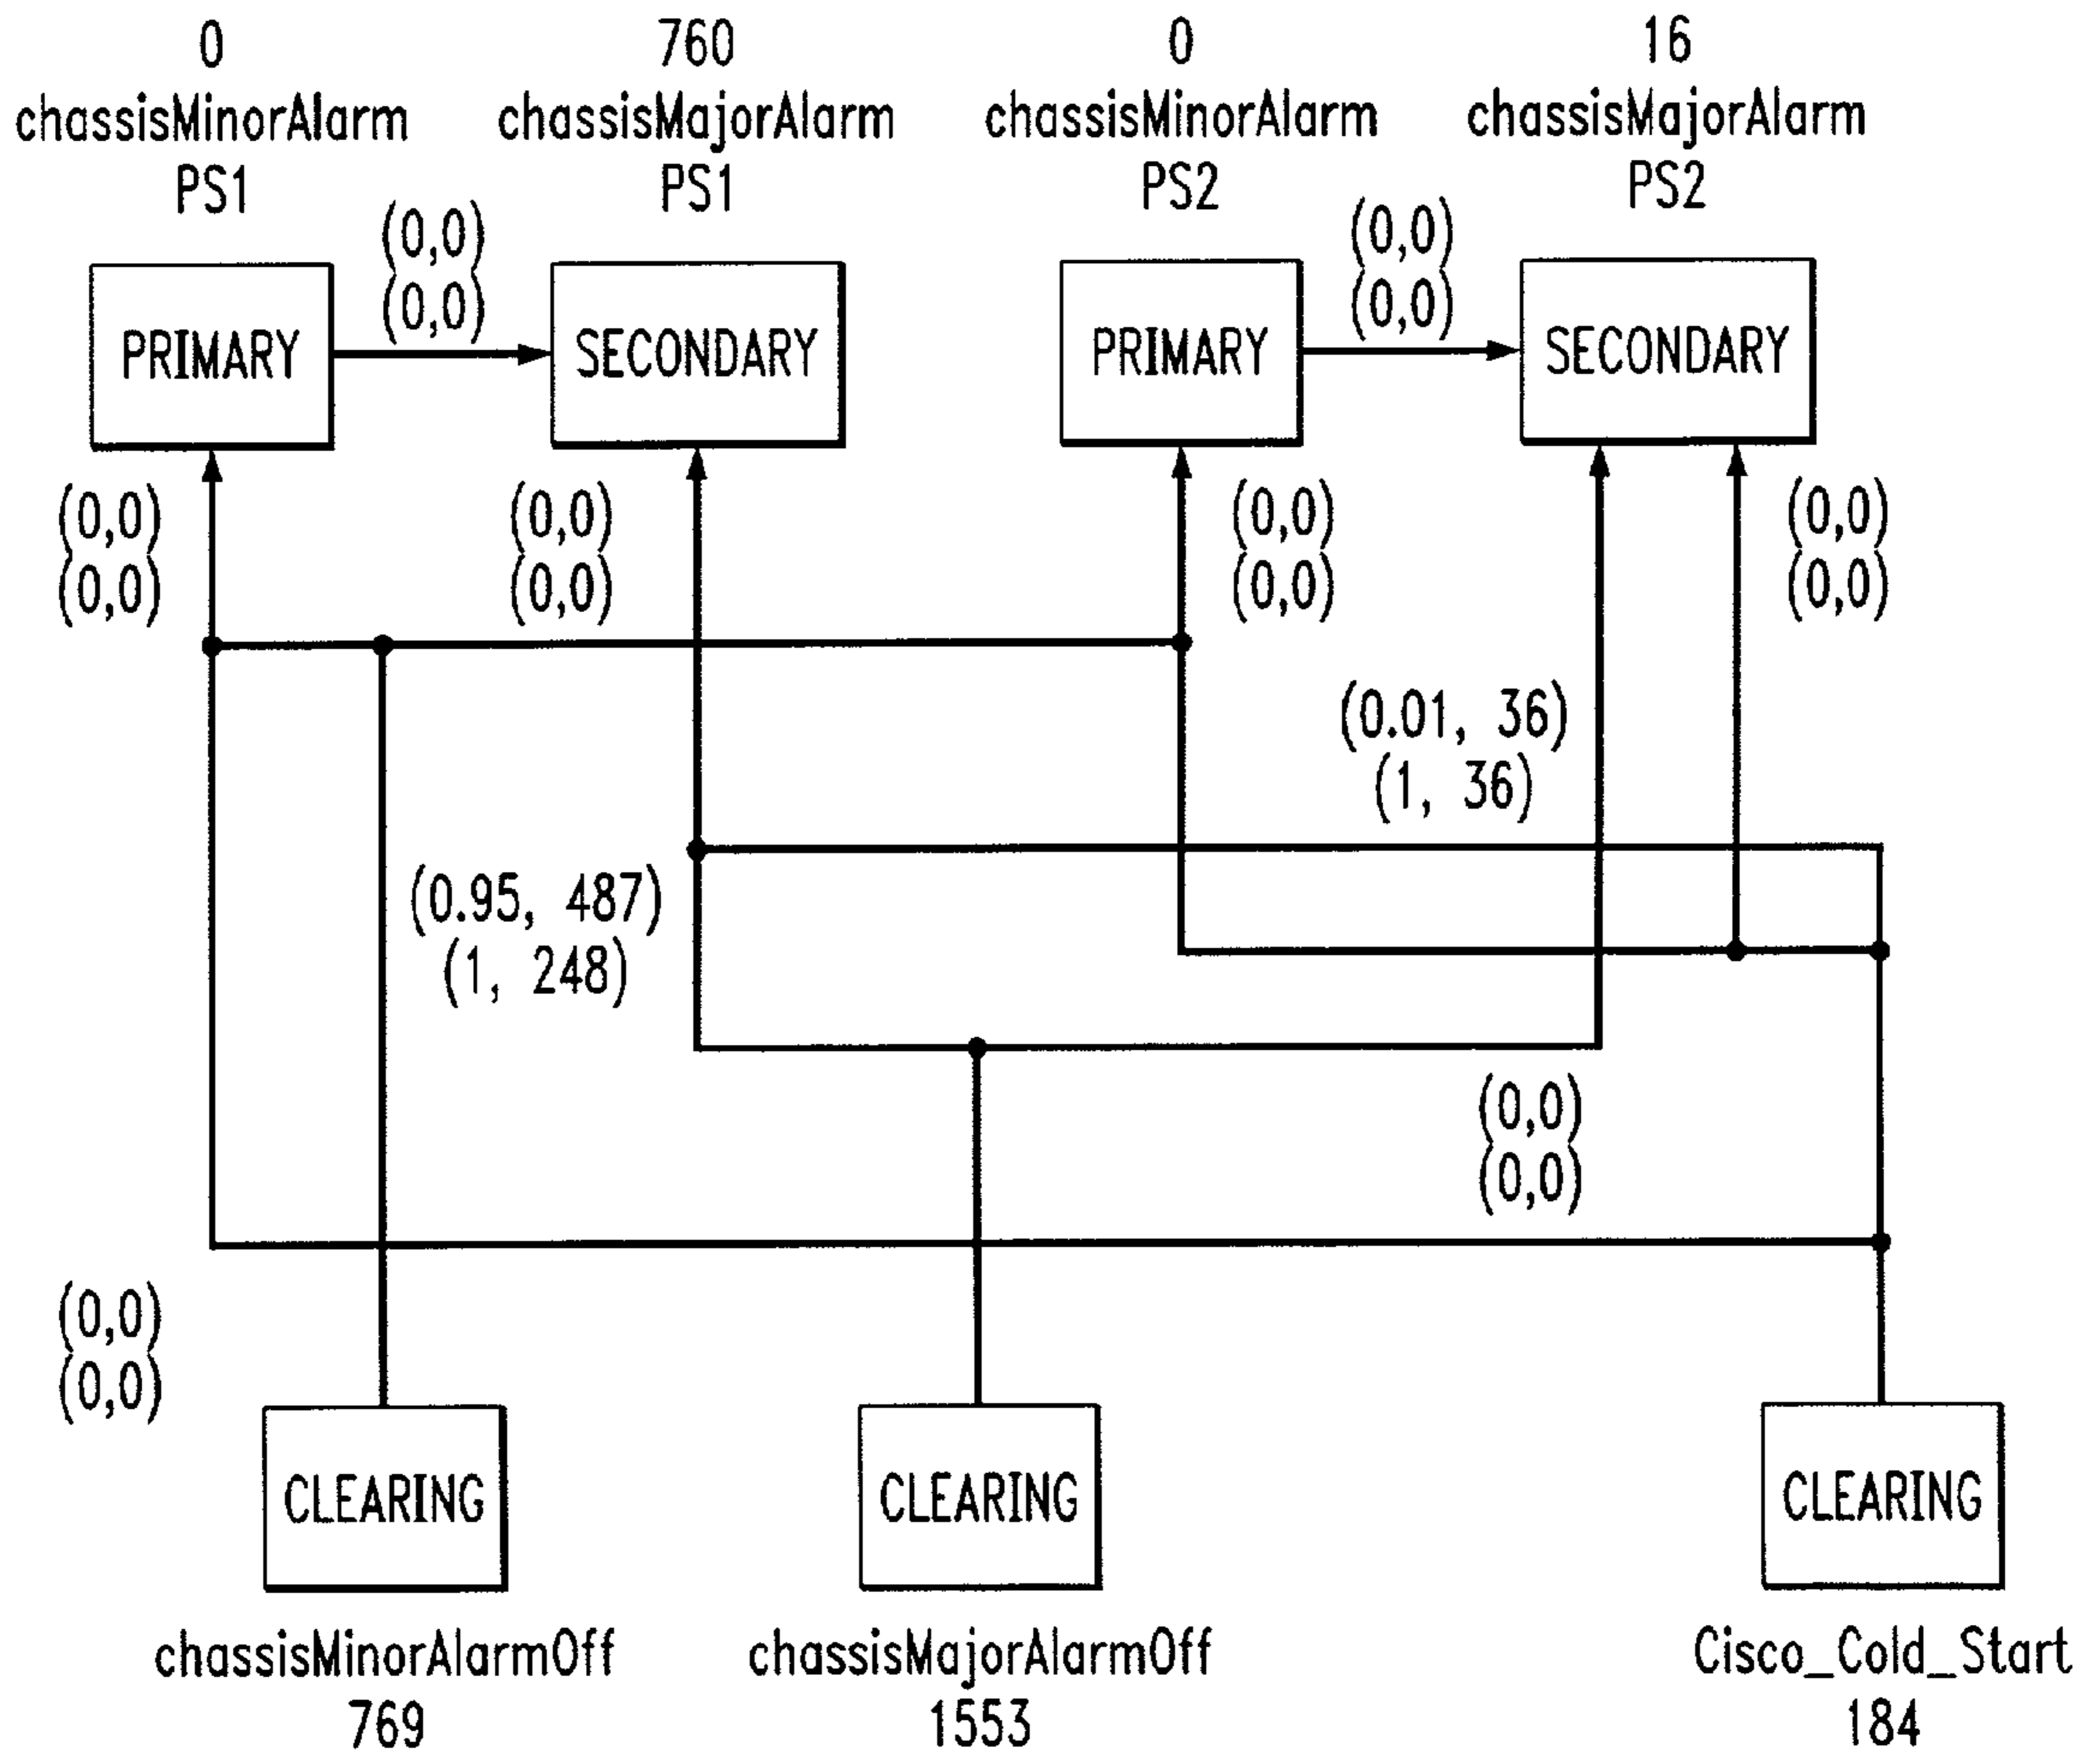 0
chassisMinorAlarm
PS1
760
chassisMajorAlarm
PS1
0
chassisMinorAlarm
PS2
16
chassisMajorAlarm
PS2
(0,0)
(0,0)
(0,0)
(0,0)
PRIMARY
SECONDARY
PRIMARY
SECONDARY
(0,0)
(0,0)
(0,0)
(0,0)
(0,0)
(0,0)
(0,0)
(0,0)
(0.01, 36)
(1, 36)
(0.95, 487)
(1, 248)
(0,0)
(0,0)
(0,0)
(0,0)
CLEARING
CLEARING
CLEARING
chassisMinorAlarmOff
769
chassisMajorAlarmOff
1553
Cisco_Cold_Start
184